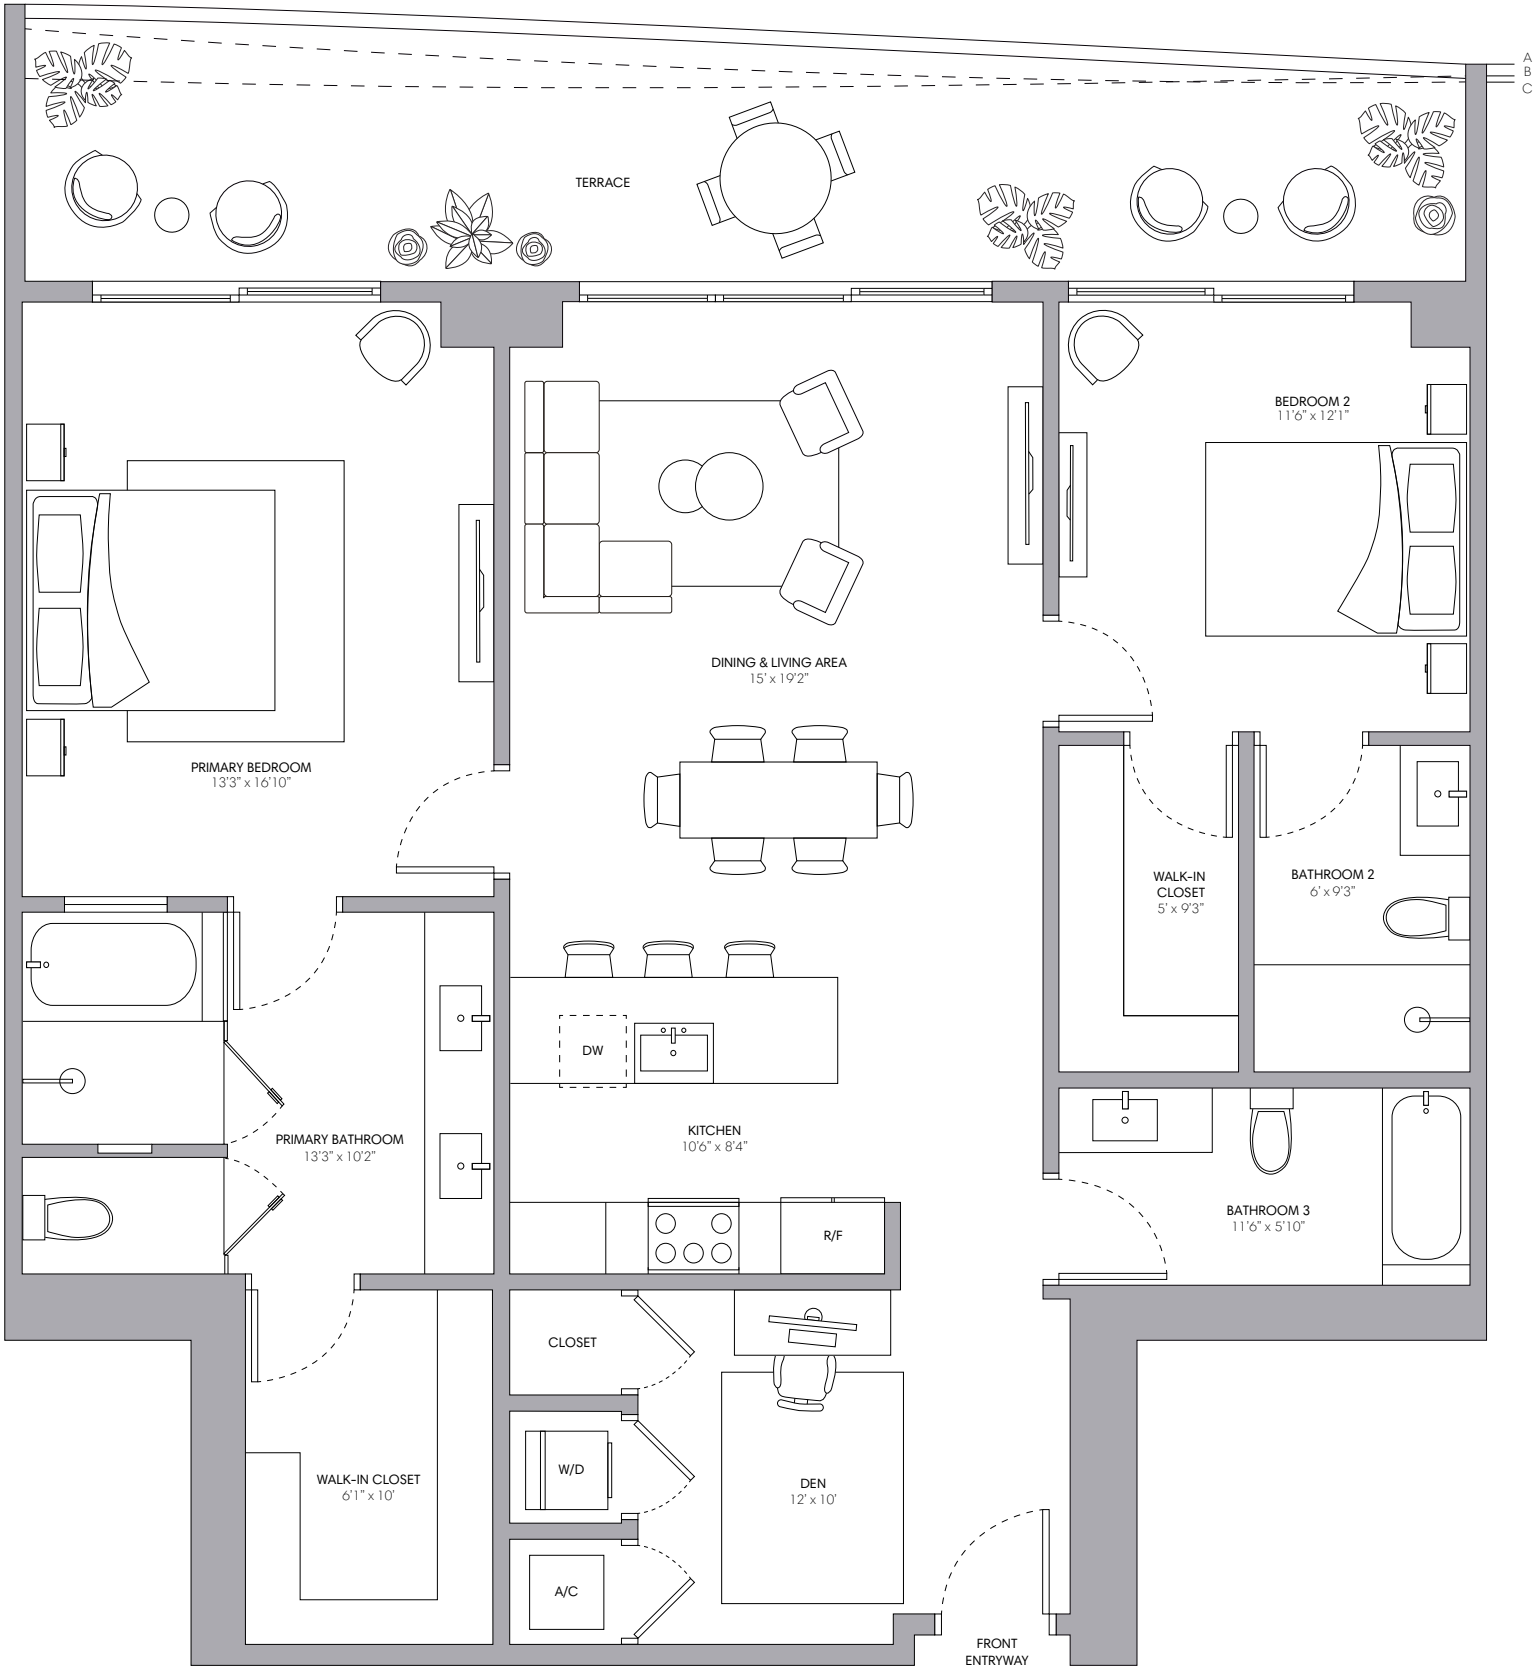 A
B
C
TERRACE
BEDROOM 2
11'6" x 12'1"
DINING & LIVING AREA
15' x 19'2"
PRIMARY BEDROOM
13'3" x 16'10"
WALK-IN
CLOSET
5' x 9'3"
BATHROOM 2
6' x 9'3"
DW
KITCHEN
10'6" x 8'4"
PRIMARY BATHROOM
13'3" x 10'2"
BATHROOM 3
11'6" x 5'10"
R/F
CLOSET
WALK-IN CLOSET
6'1" x 10'
W/D
DEN
12' x 10'
A/C
FRONT
ENTRYWAY